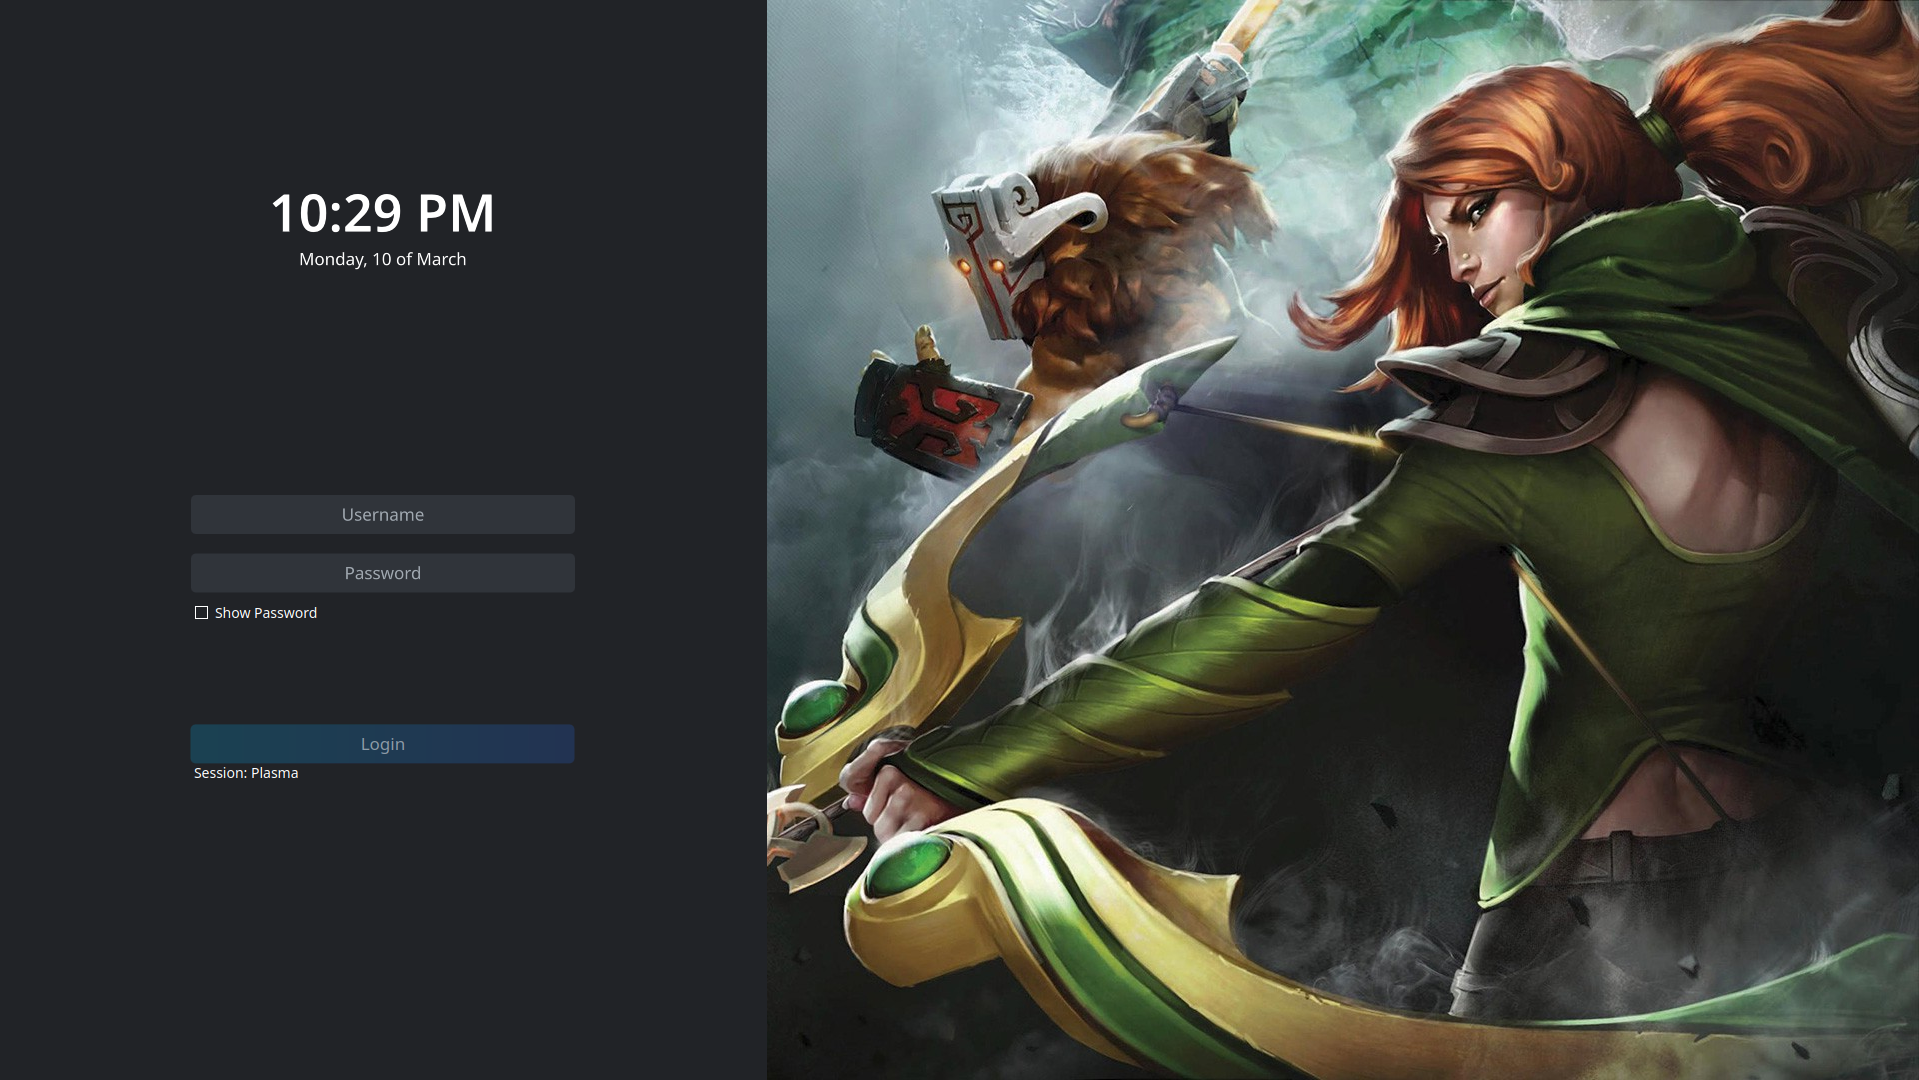 10:29 PM
Monday, 10 of March
Username
Password
Show Password
Login
Session: Plasma